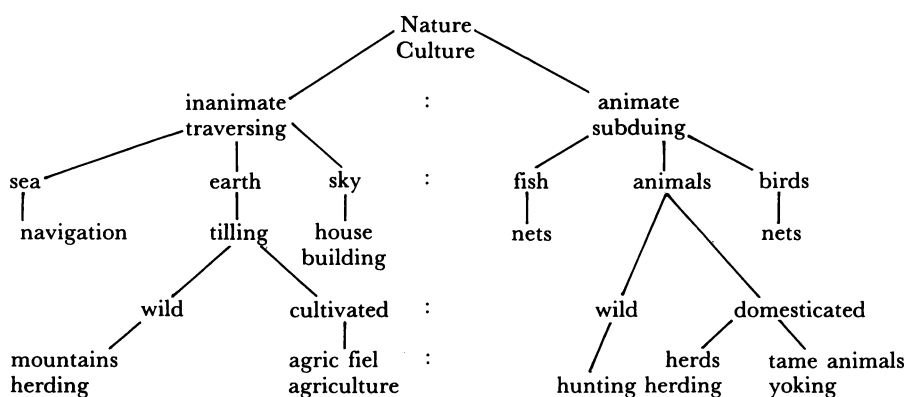 Nature
Culture
inanimate : animate
traversing subduing
sea earth sky : fish animals birds
navigation tilling house nets nets
building
wild cultivated : wild domesticated
mountains agric fiel : herds tame animals
herding agriculture hunting herding yoking